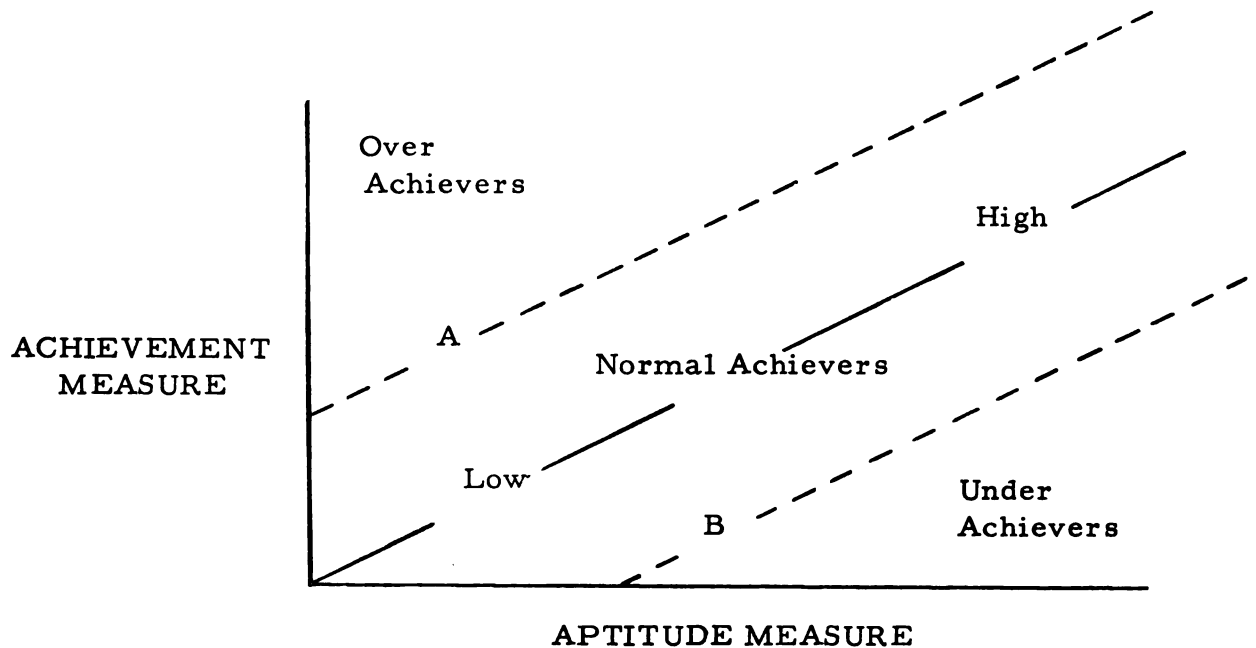 Over
Achievers
High
A
ACHIEVEMENT
MEASURE
Normal Achievers
Low
B
Under
Achievers
APTITUDE MEASURE